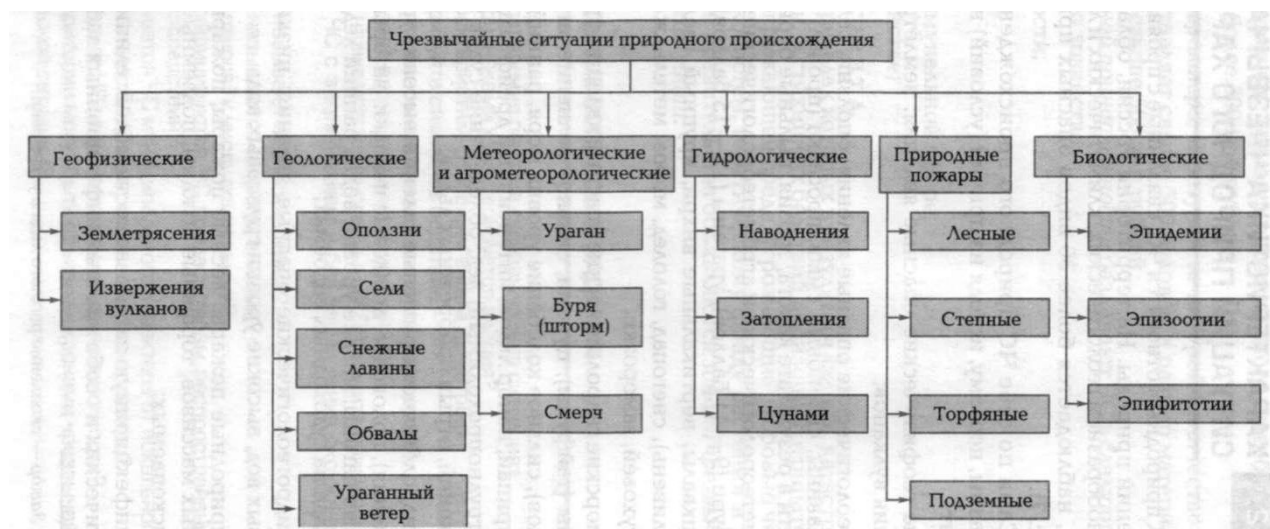 Чрезвычайные ситуации природного происхождения
Геофизические
Землетрясения
Извержения
вулканов
Геологические
Оползни
Сели
Снежные
лавины
Обвалы
Ураганный
ветер
Метеорологические
и агрометеорологические
Ураган
Буря
(шторм)
Смерч
Гидрологические
Наводнения
Затопления
Цунами
Природные
пожары
Лесные
Степные
Торфяные
Подземные
Биологические
Эпидемии
Эпизоотии
Эпифитотии